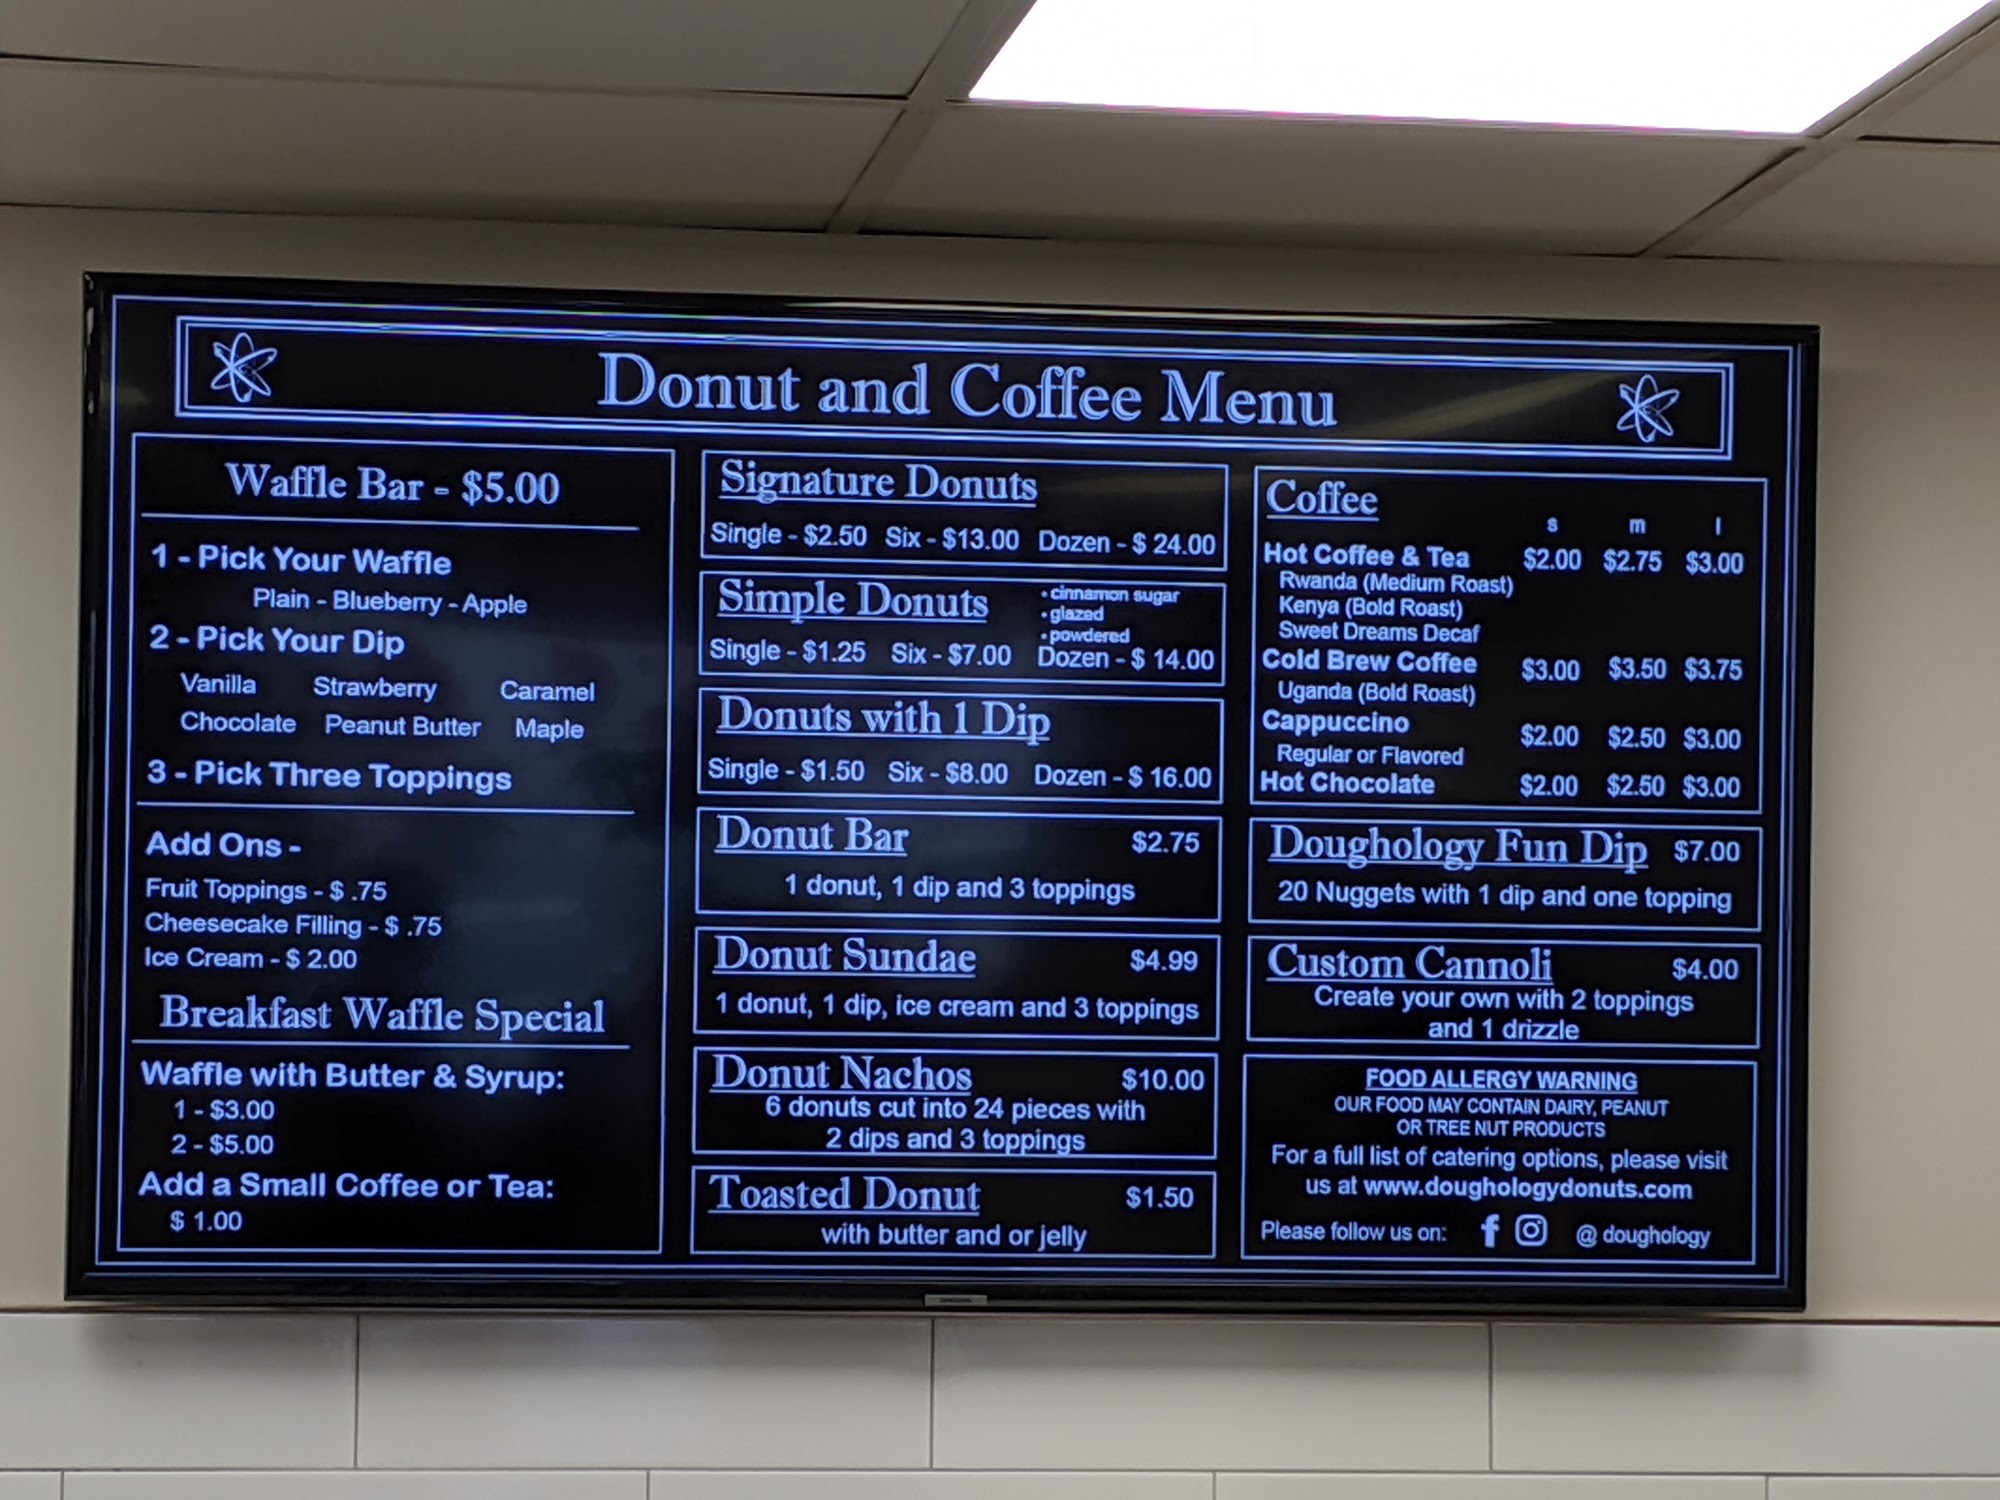 Donut and Coffee Menu
Waffle Bar - $5.00
1 - Pick Your Waffle
Plain - Blueberry - Apple
2 - Pick Your Dip
Vanilla Strawberry Caramel
Chocolate Peanut Butter Maple
3 - Pick Three Toppings
Add Ons -
Fruit Toppings - $ .75
Cheesecake Filling - $ .75
Ice Cream - $ 2.00
Breakfast Waffle Special
Waffle with Butter & Syrup:
1 - $3.00
2 - $5.00
Add a Small Coffee or Tea:
$ 1.00
Signature Donuts
Single - $2.50 Six - $13.00 Dozen - $ 24.00
Simple Donuts
• cinnamon sugar
• glazed
• powdered
Single - $1.25 Six - $7.00 Dozen - $ 14.00
Donuts with 1 Dip
Single - $1.50 Six - $8.00 Dozen - $ 16.00
Donut Bar $2.75
1 donut, 1 dip and 3 toppings
Donut Sundae $4.99
1 donut, 1 dip, ice cream and 3 toppings
Donut Nachos $10.00
6 donuts cut into 24 pieces with
2 dips and 3 toppings
Toasted Donut $1.50
with butter and or jelly
Coffee
s m l
Hot Coffee & Tea $2.00 $2.75 $3.00
Rwanda (Medium Roast)
Kenya (Bold Roast)
Sweet Dreams Decaf
Cold Brew Coffee $3.00 $3.50 $3.75
Uganda (Bold Roast)
Cappuccino $2.00 $2.50 $3.00
Regular or Flavored
Hot Chocolate $2.00 $2.50 $3.00
Doughology Fun Dip $7.00
20 Nuggets with 1 dip and one topping
Custom Cannoli $4.00
Create your own with 2 toppings
and 1 drizzle
FOOD ALLERGY WARNING
OUR FOOD MAY CONTAIN DAIRY, PEANUT
OR TREE NUT PRODUCTS
For a full list of catering options, please visit
us at www.doughologydonuts.com
Please follow us on: @ doughology